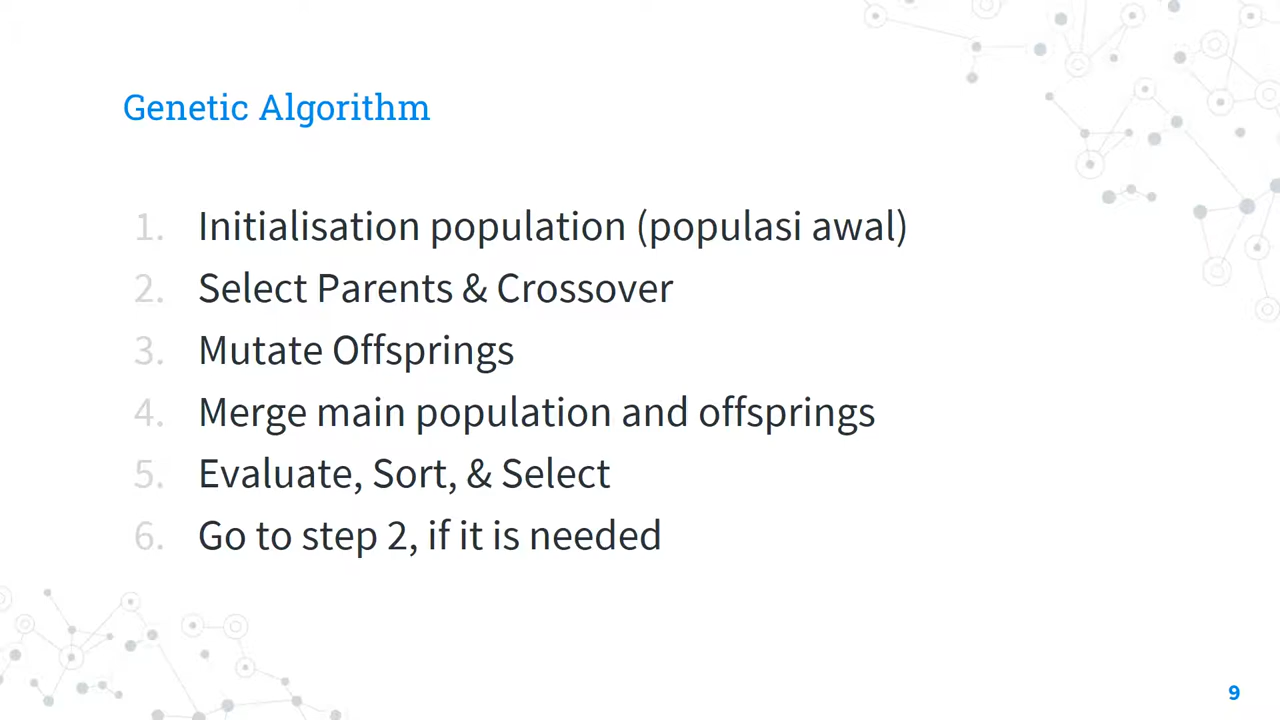 Genetic Algorithm
1. Initialisation population (populasi awal)
2. Select Parents & Crossover
3. Mutate Offsprings
4. Merge main population and offsprings
5. Evaluate, Sort, & Select
6. Go to step 2, if it is needed
9